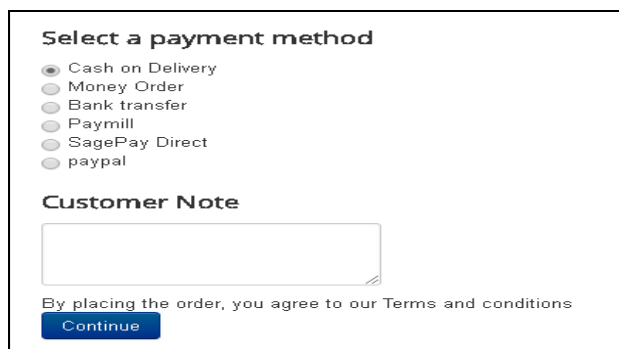 Select a payment method
Cash on Delivery
Money Order
Bank transfer
Paymill
SagePay Direct
paypal
Customer Note
By placing the order, you agree to our Terms and conditions
Continue